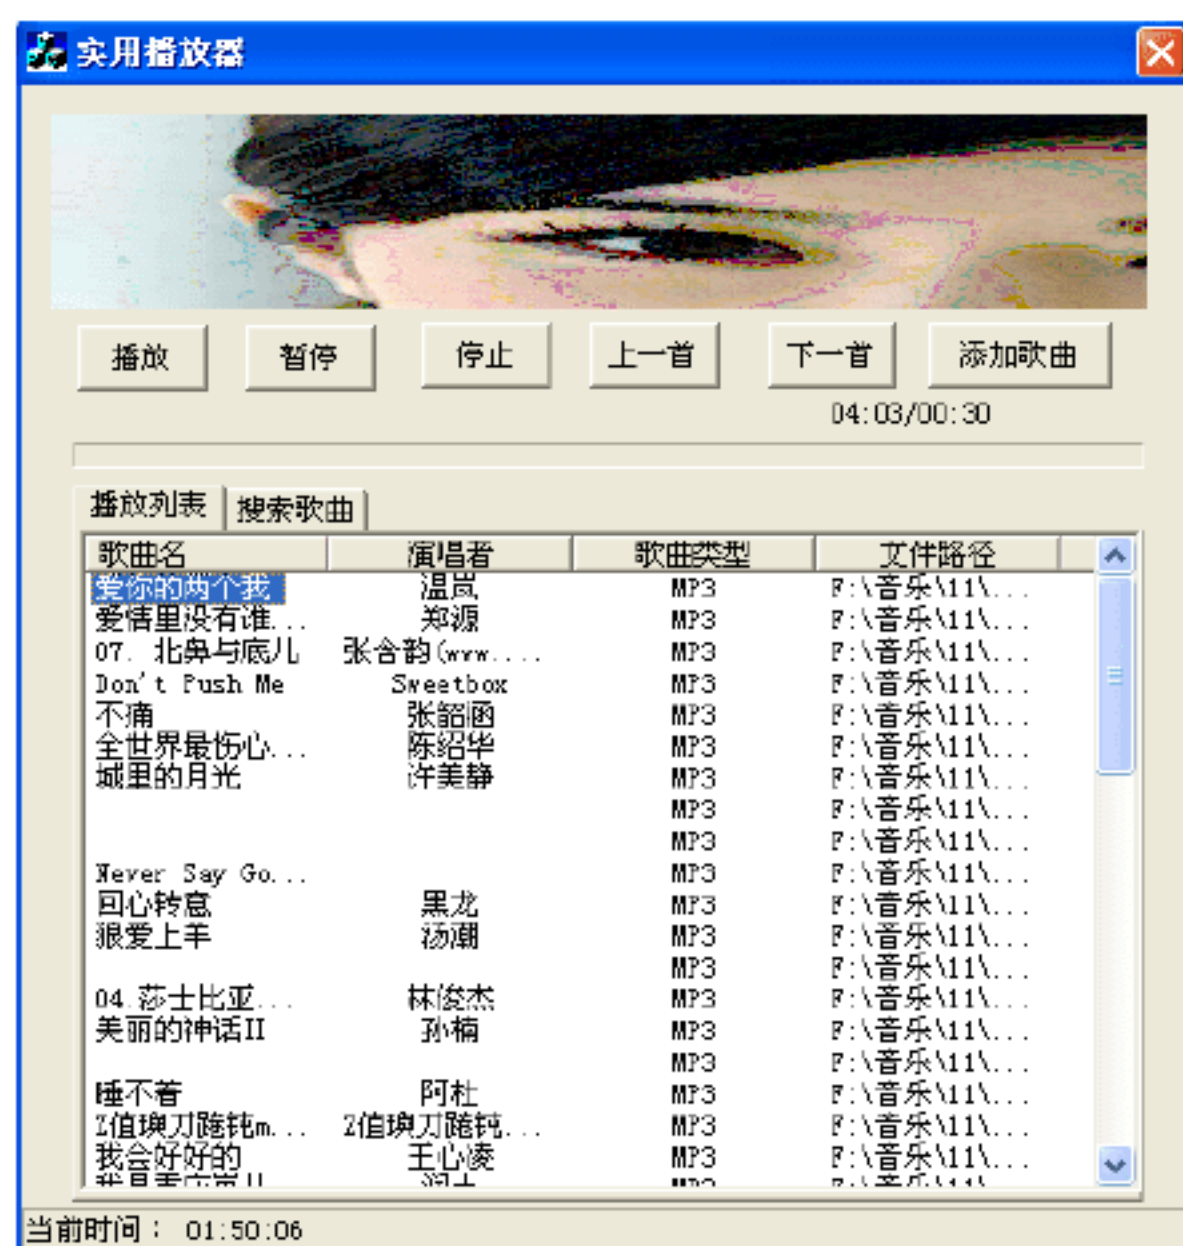 实用播放器
播放 暂停 停止 上一首 下一首 添加歌曲
04:03/00:30
播放列表 搜索歌曲
歌曲名 演唱者 歌曲类型 文件路径
爱你的两个我 温岚 MP3 F:\音乐\11\...
爱情里没有谁... 郑源 MP3 F:\音乐\11\...
07. 北鼻与底儿 张含韵(www.... MP3 F:\音乐\11\...
Don't Push Me Sweetbox MP3 F:\音乐\11\...
不痛 张韶涵 MP3 F:\音乐\11\...
全世界最伤心... 陈绍华 MP3 F:\音乐\11\...
城里的月光 许美静 MP3 F:\音乐\11\...
MP3 F:\音乐\11\...
MP3 F:\音乐\11\...
Never Say Go... MP3 F:\音乐\11\...
回心转意 黑龙 MP3 F:\音乐\11\...
狼爱上羊 汤潮 MP3 F:\音乐\11\...
MP3 F:\音乐\11\...
04.莎士比亚... 林俊杰 MP3 F:\音乐\11\...
美丽的神话II 孙楠 MP3 F:\音乐\11\...
MP3 F:\音乐\11\...
睡不着 阿杜 MP3 F:\音乐\11\...
MP3 F:\音乐\11\...
我会好好的 王心凌 MP3 F:\音乐\11\...
当前时间： 01:50:06